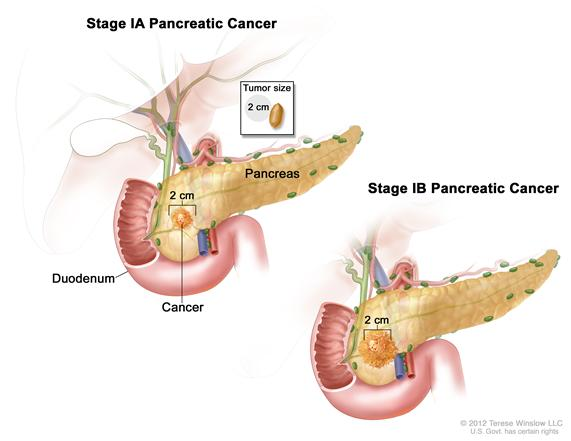 Stage IA Pancreatic Cancer
Tumor size
2 cm
Pancreas
2 cm
Duodenum
Cancer
Stage IB Pancreatic Cancer
2 cm
© 2012 Terese Winslow LLC
U.S. Govt. has certain rights